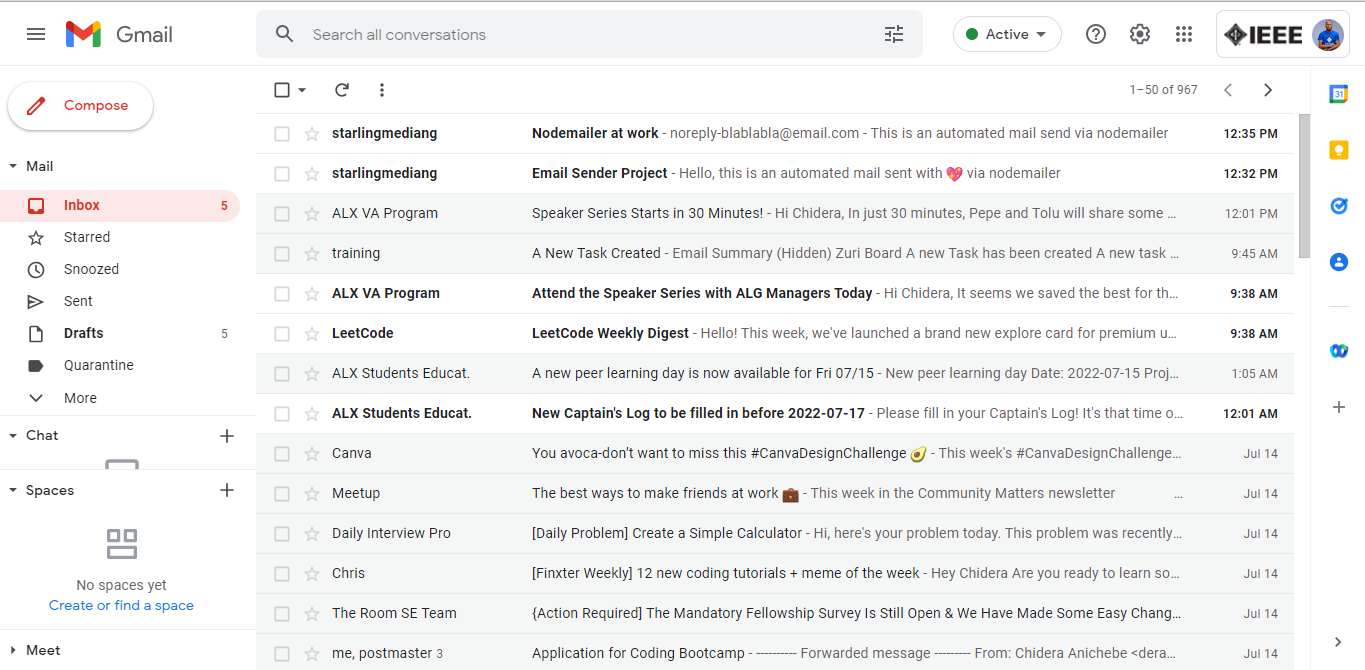 Gmail
Search all conversations
Active
IEEE
Compose
1–50 of 967
31
Mail
Inbox 5
Starred
Snoozed
Sent
Drafts 5
Quarantine
More
Chat
Spaces
No spaces yet
Create or find a space
Meet
starlingmediang Nodemailer at work - noreply-blablabla@email.com - This is an automated mail send via nodemailer 12:35 PM
starlingmediang Email Sender Project - Hello, this is an automated mail sent with 💖 via nodemailer 12:32 PM
ALX VA Program Speaker Series Starts in 30 Minutes! - Hi Chidera, In just 30 minutes, Pepe and Tolu will share some ... 12:01 PM
training A New Task Created - Email Summary (Hidden) Zuri Board A new Task has been created A new task ... 9:45 AM
ALX VA Program Attend the Speaker Series with ALG Managers Today - Hi Chidera, It seems we saved the best for th... 9:38 AM
LeetCode LeetCode Weekly Digest - Hello! This week, we've launched a brand new explore card for premium u... 9:38 AM
ALX Students Educat. A new peer learning day is now available for Fri 07/15 - New peer learning day Date: 2022-07-15 Proj... 1:05 AM
ALX Students Educat. New Captain's Log to be filled in before 2022-07-17 - Please fill in your Captain's Log! It's that time o... 12:01 AM
Canva You avoca-don't want to miss this #CanvaDesignChallenge 🥑 - This week's #CanvaDesignChallenge... Jul 14
Meetup The best ways to make friends at work 💼 - This week in the Community Matters newsletter ... Jul 14
Daily Interview Pro [Daily Problem] Create a Simple Calculator - Hi, here's your problem today. This problem was recently... Jul 14
Chris [Finxter Weekly] 12 new coding tutorials + meme of the week - Hey Chidera Are you ready to learn so... Jul 14
The Room SE Team {Action Required] The Mandatory Fellowship Survey Is Still Open & We Have Made Some Easy Chang... Jul 14
me, postmaster 3 Application for Coding Bootcamp - ---------- Forwarded message --------- From: Chidera Anichebe <dera... Jul 14